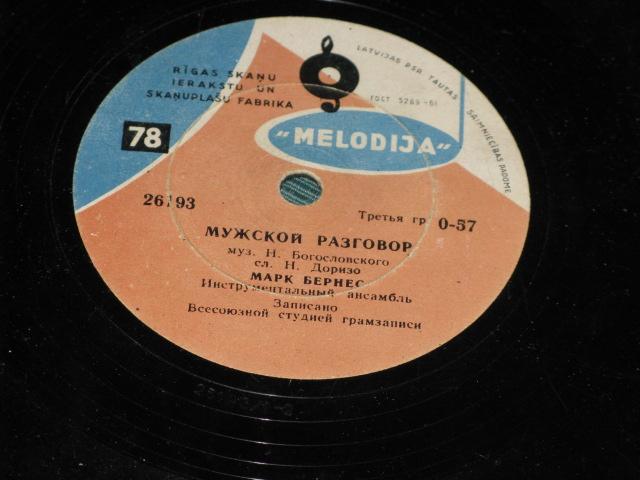 RĪGAS SKAŅU
IERAKSTU UN
SKAŅUPLAŠU FABRIKA
LATVIJAS PSR TAUTAS
SAIMNIECĪBAS PADOME
ГОСТ 5289-61
78
"MELODIJA"
26193
Третья гр. 0-57
МУЖСКОЙ РАЗГОВОР
муз. Н. Богословского
сл. Н. Доризо
МАРК БЕРНЕС
Инструментальный ансамбль
Записано
Всесоюзной студией грамзаписи